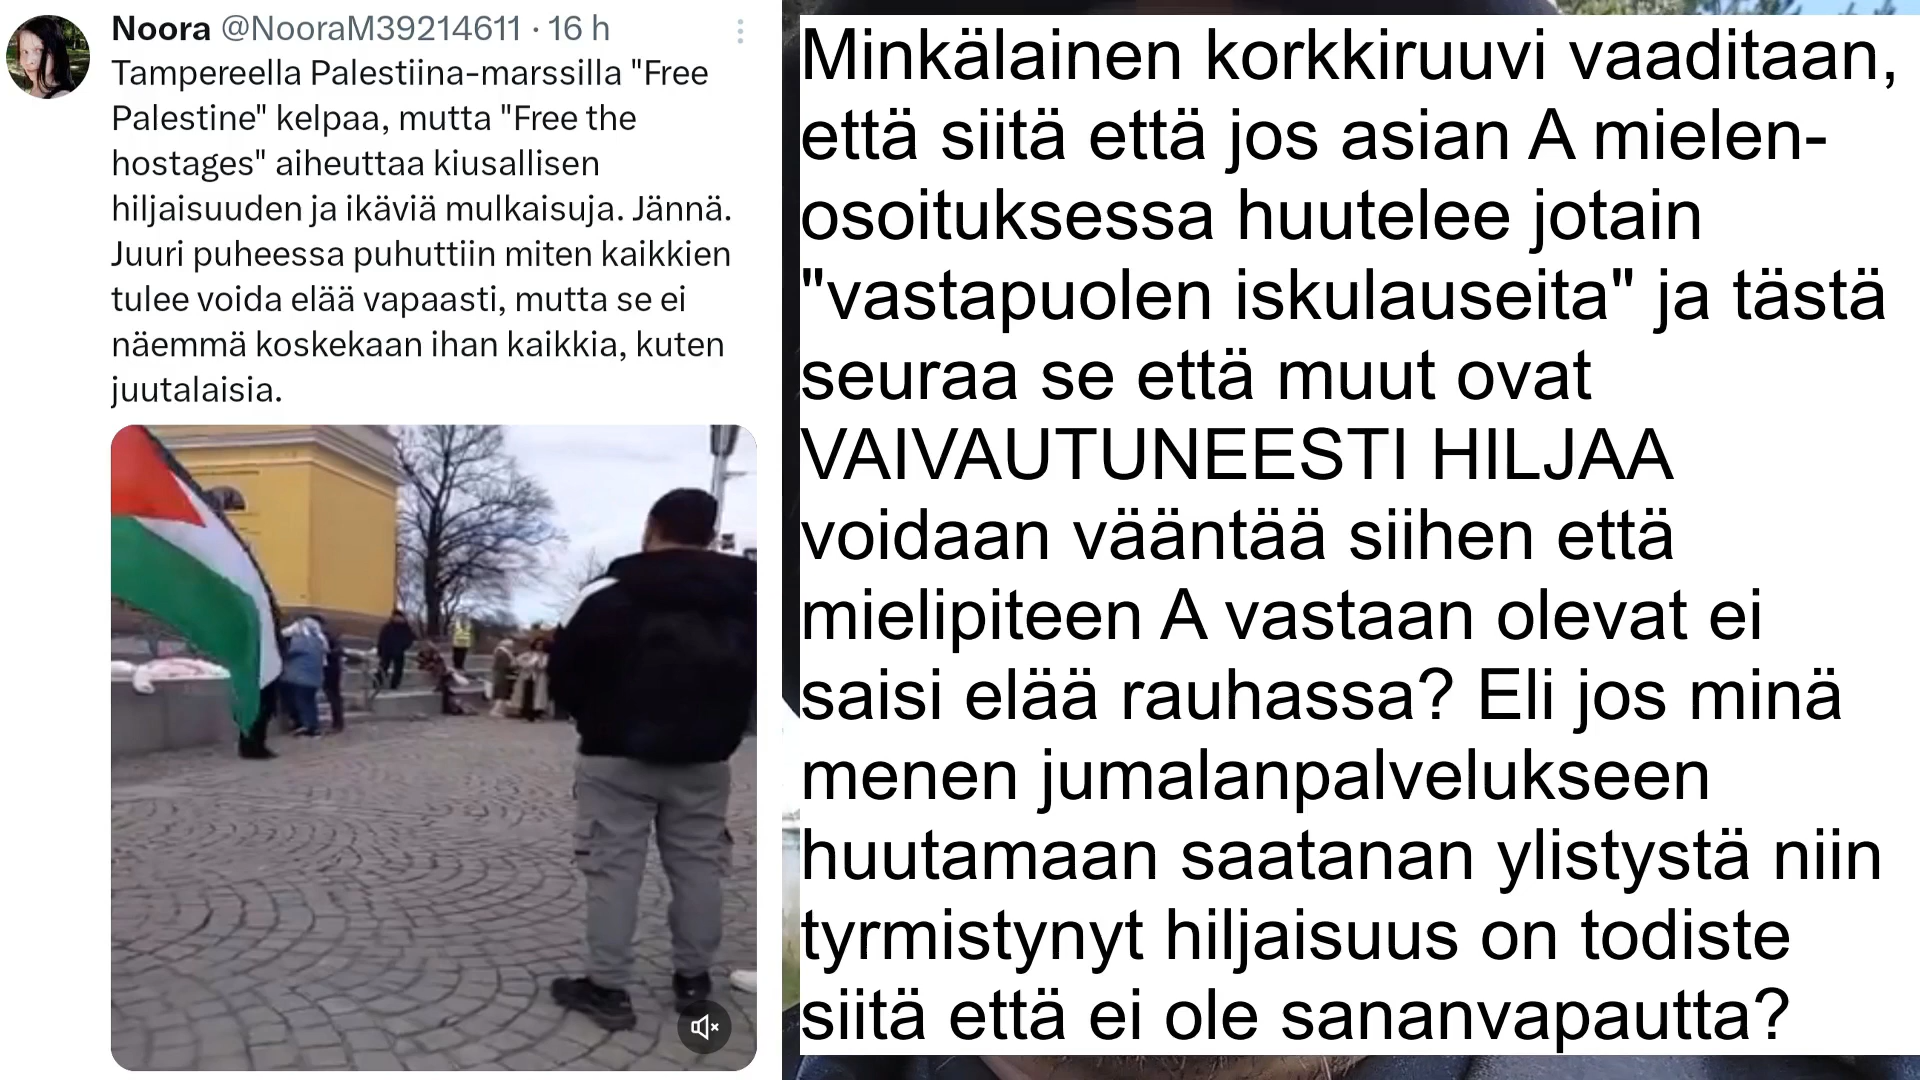 Noora @NooraM39214611 · 16 h
Tampereella Palestiina-marssilla "Free
Palestine" kelpaa, mutta "Free the
hostages" aiheuttaa kiusallisen
hiljaisuuden ja ikäviä mulkaisuja. Jännä.
Juuri puheessa puhuttiin miten kaikkien
tulee voida elää vapaasti, mutta se ei
näemmä koskekaan ihan kaikkia, kuten
juutalaisia.
Minkälainen korkkiruuvi vaaditaan,
että siitä että jos asian A mielen-
osoituksessa huutelee jotain
"vastapuolen iskulauseita" ja tästä
seuraa se että muut ovat
VAIVAUTUNEESTI HILJAA
voidaan vääntää siihen että
mielipiteen A vastaan olevat ei
saisi elää rauhassa? Eli jos minä
menen jumalanpalvelukseen
huutamaan saatanan ylistystä niin
tyrmistynyt hiljaisuus on todiste
siitä että ei ole sananvapautta?